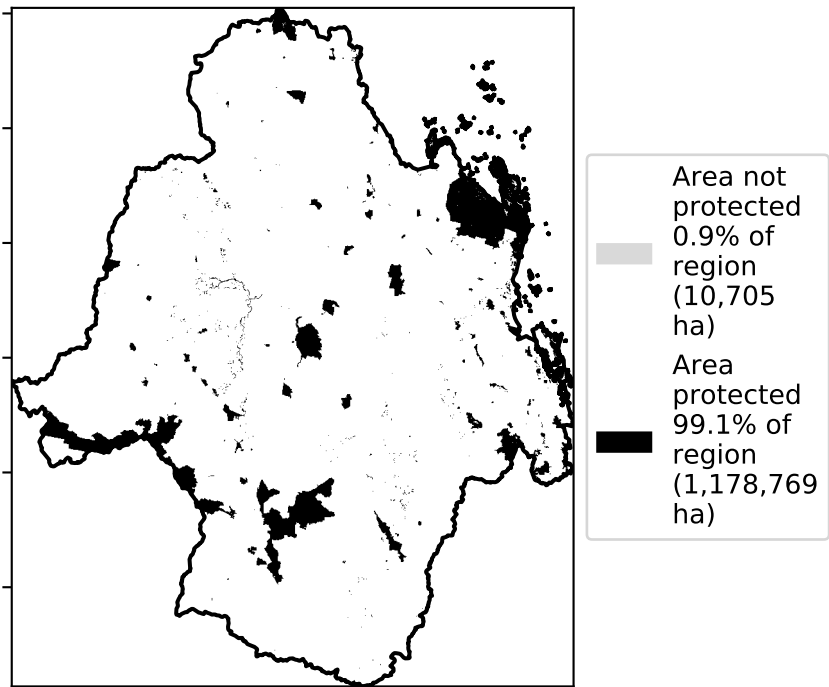 Area not
protected
0.9% of
region
(10,705
ha)
Area
protected
99.1% of
region
(1,178,769
ha)